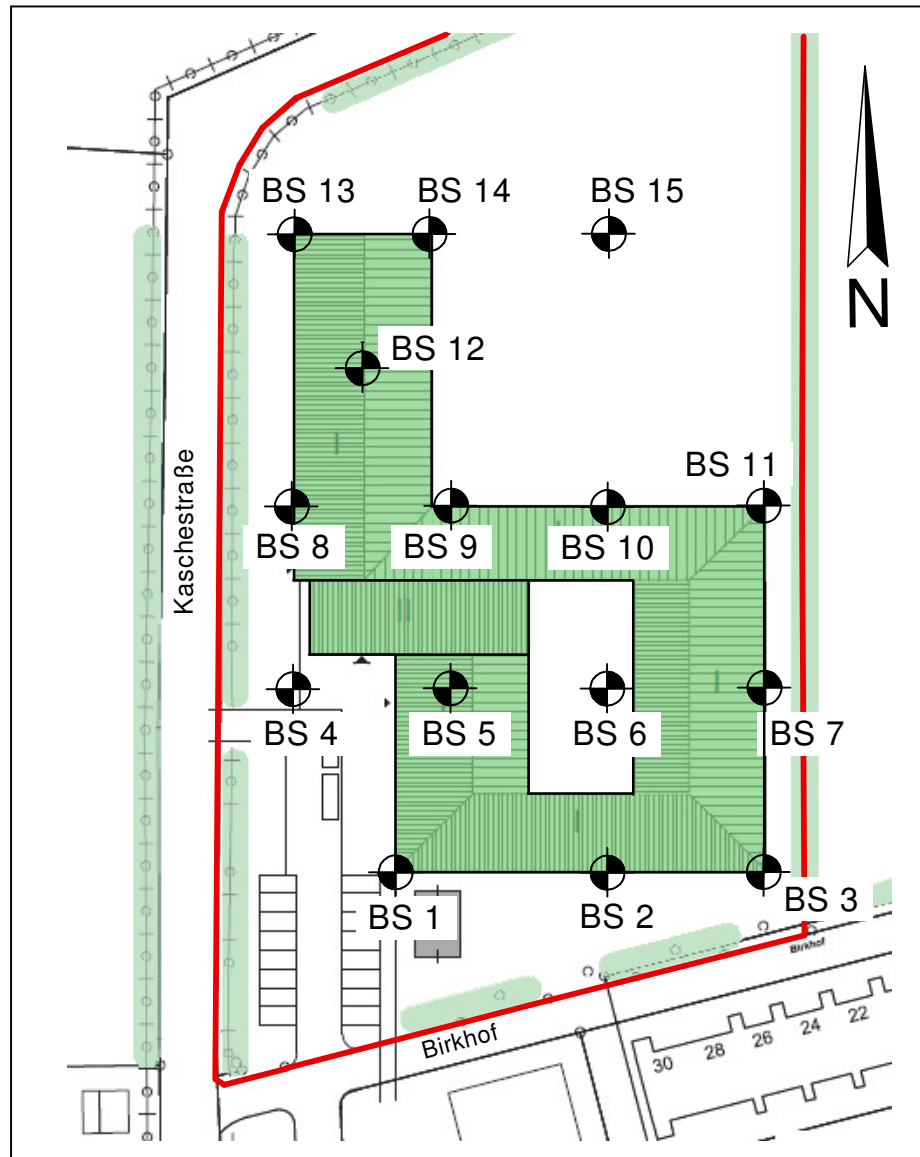 BS 13
BS 14
BS 15
N
BS 12
I
BS 11
BS 8
BS 9
BS 10
Kaschestraße
II
I
BS 4
BS 5
BS 6
BS 7
I
BS 1
BS 2
BS 3
Birkhof
Birkhof
30
28
26
24
22